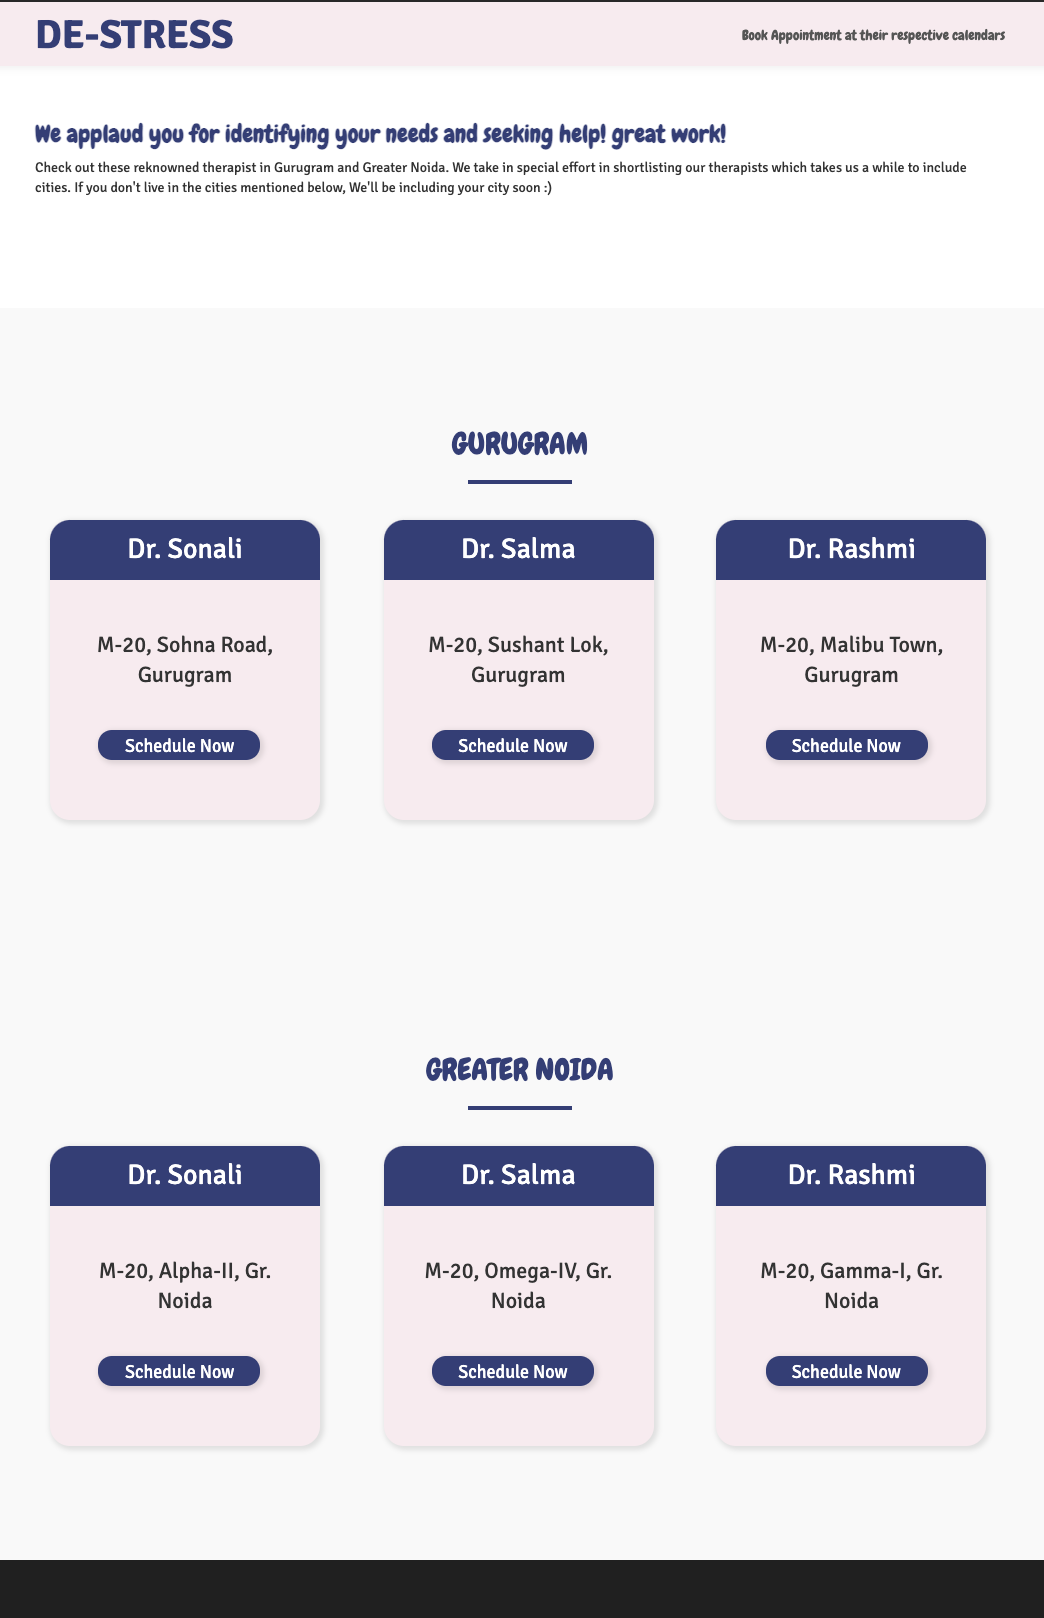 DE-STRESS
Book Appointment at their respective calendars
We applaud you for identifying your needs and seeking help! great work!
Check out these reknowned therapist in Gurugram and Greater Noida. We take in special effort in shortlisting our therapists which takes us a while to include
cities. If you don't live in the cities mentioned below, We'll be including your city soon :)
GURUGRAM
Dr. Sonali
M-20, Sohna Road,
Gurugram
Schedule Now
Dr. Salma
M-20, Sushant Lok,
Gurugram
Schedule Now
Dr. Rashmi
M-20, Malibu Town,
Gurugram
Schedule Now
GREATER NOIDA
Dr. Sonali
M-20, Alpha-II, Gr.
Noida
Schedule Now
Dr. Salma
M-20, Omega-IV, Gr.
Noida
Schedule Now
Dr. Rashmi
M-20, Gamma-I, Gr.
Noida
Schedule Now